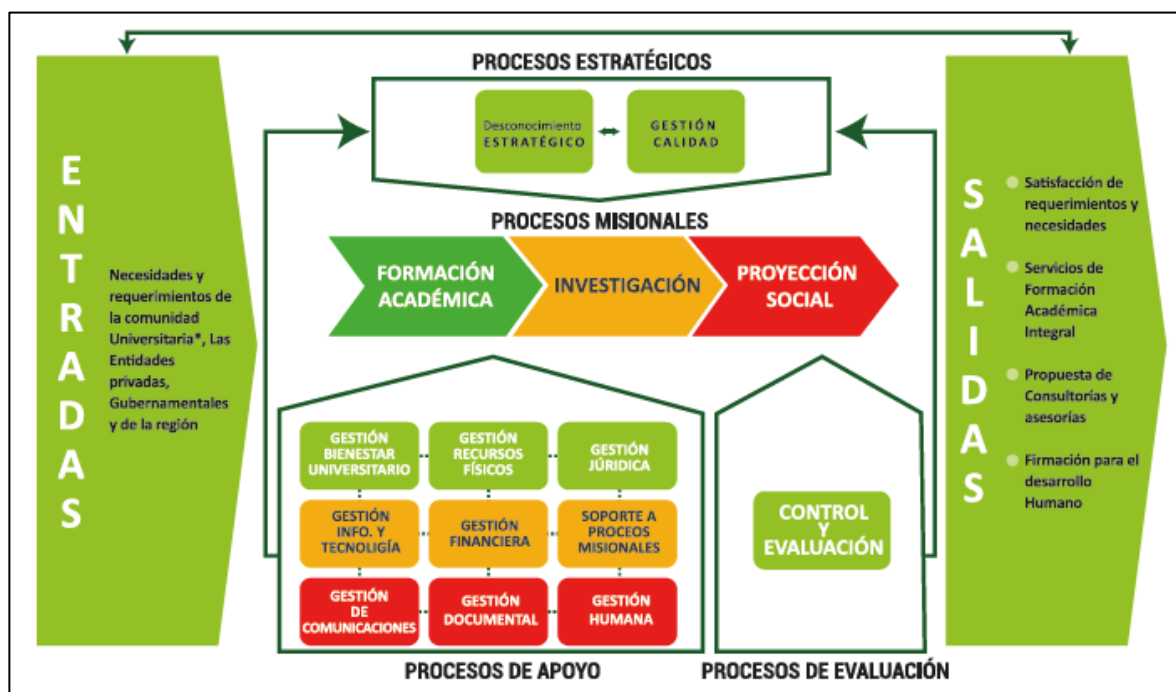 PROCESOS ESTRATÉGICOS
Desconocimiento
ESTRATÉGICO
GESTIÓN
CALIDAD
ENTRADAS
Necesidades y
requerimientos de
la comunidad
Universitaria*, Las
Entidades
privadas,
Gubernamentales
y de la región
PROCESOS MISIONALES
FORMACIÓN
ACADÉMICA
INVESTIGACIÓN
PROYECCIÓN
SOCIAL
GESTIÓN
BIENESTAR
UNIVERSITARIO
GESTIÓN
RECURSOS
FÍSICOS
GESTIÓN
JÚRIDICA
GESTIÓN
INFO. Y
TECNOLIGÍA
GESTIÓN
FINANCIERA
SOPORTE A
PROCEOS
MISIONALES
GESTIÓN
DE
COMUNICACIONES
GESTIÓN
DOCUMENTAL
GESTIÓN
HUMANA
PROCESOS DE APOYO
CONTROL
Y
EVALUACIÓN
PROCESOS DE EVALUACIÓN
SALIDAS
Satisfacción de
requerimientos y
necesidades
Servicios de
Formación
Académica
Integral
Propuesta de
Consultorías y
asesorías
Firmación para el
desarrollo
Humano